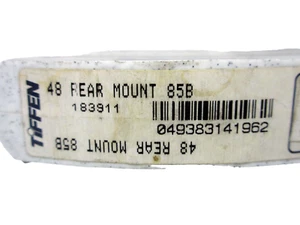 TIFFEN
48 REAR MOUNT 85B
183911
049383141962
48 REAR MOUNT 85B